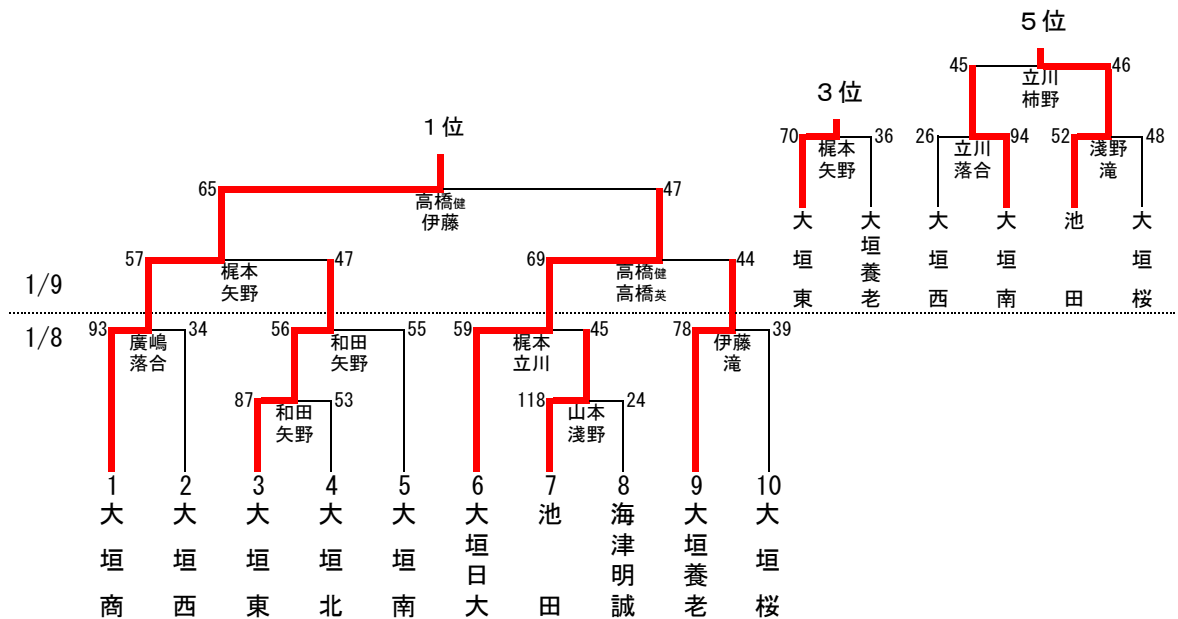 ５位
45
46
立川
柿野
３位
70
36
梶本
矢野
26
94
立川
落合
52
48
淺野
滝
大垣東
大垣養老
大垣西
大垣南
池田
大垣桜
１位
65
47
高橋健
伊藤
57
47
梶本
矢野
69
44
高橋健
高橋英
1/9
1/8
93
34
廣嶋
落合
56
55
和田
矢野
59
45
梶本
立川
78
39
伊藤
滝
87
53
和田
矢野
118
24
山本
淺野
1
2
3
4
5
6
7
8
9
10
大垣商
大垣西
大垣東
大垣北
大垣南
大垣日大
池田
海津明誠
大垣養老
大垣桜